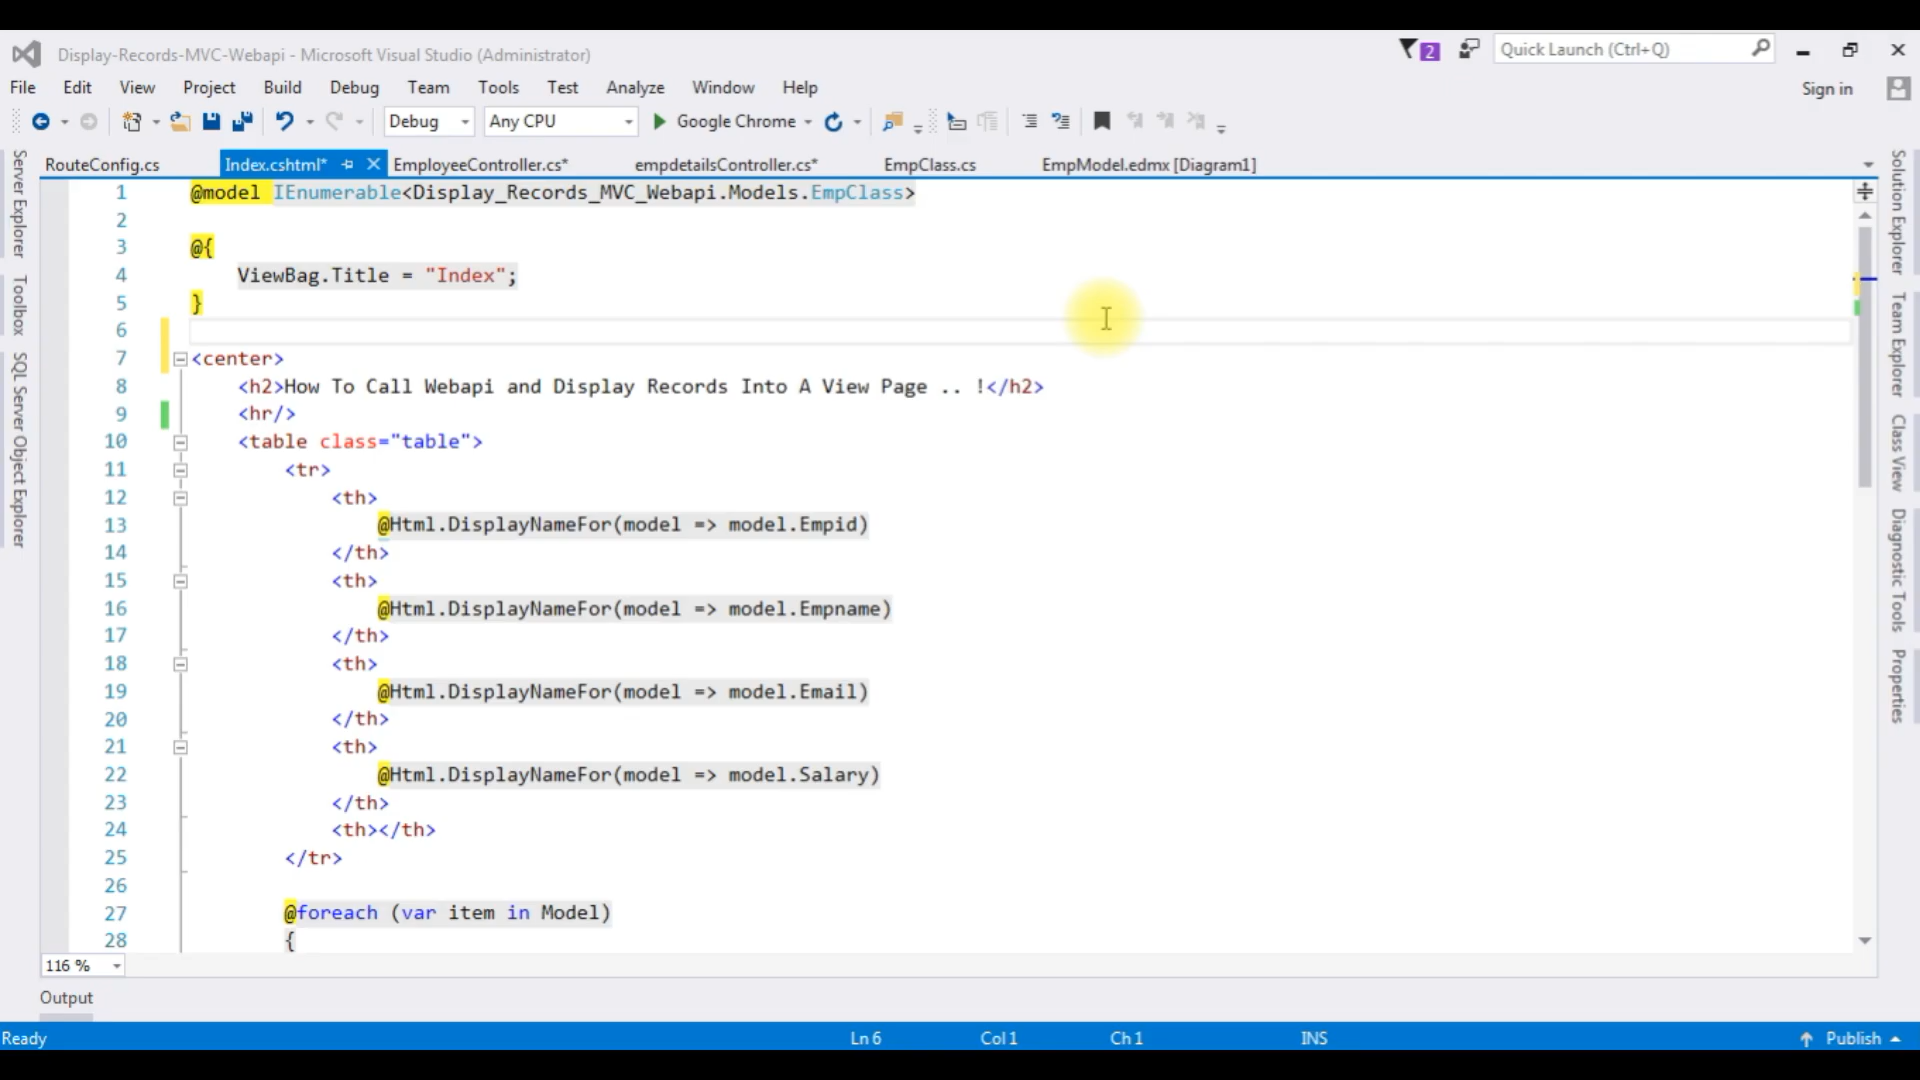 Display-Records-MVC-Webapi - Microsoft Visual Studio (Administrator)
2
Quick Launch (Ctrl+Q)
File Edit View Project Build Debug Team Tools Test Analyze Window Help
Sign in
Debug Any CPU Google Chrome
RouteConfig.cs Index.cshtml* EmployeeController.cs* empdetailsController.cs* EmpClass.cs EmpModel.edmx [Diagram1]
Server Explorer
Toolbox
SQL Server Object Explorer
1 @model IEnumerable<Display_Records_MVC_Webapi.Models.EmpClass>
2
3 @{
4 ViewBag.Title = "Index";
5 }
6
7 <center>
8 <h2>How To Call Webapi and Display Records Into A View Page .. !</h2>
9 <hr/>
10 <table class="table">
11 <tr>
12 <th>
13 @Html.DisplayNameFor(model => model.Empid)
14 </th>
15 <th>
16 @Html.DisplayNameFor(model => model.Empname)
17 </th>
18 <th>
19 @Html.DisplayNameFor(model => model.Email)
20 </th>
21 <th>
22 @Html.DisplayNameFor(model => model.Salary)
23 </th>
24 <th></th>
25 </tr>
26
27 @foreach (var item in Model)
28 {
Solution Explorer
Team Explorer
Class View
Diagnostic Tools
Properties
116 %
Output
Ready Ln 6 Col 1 Ch 1 INS Publish